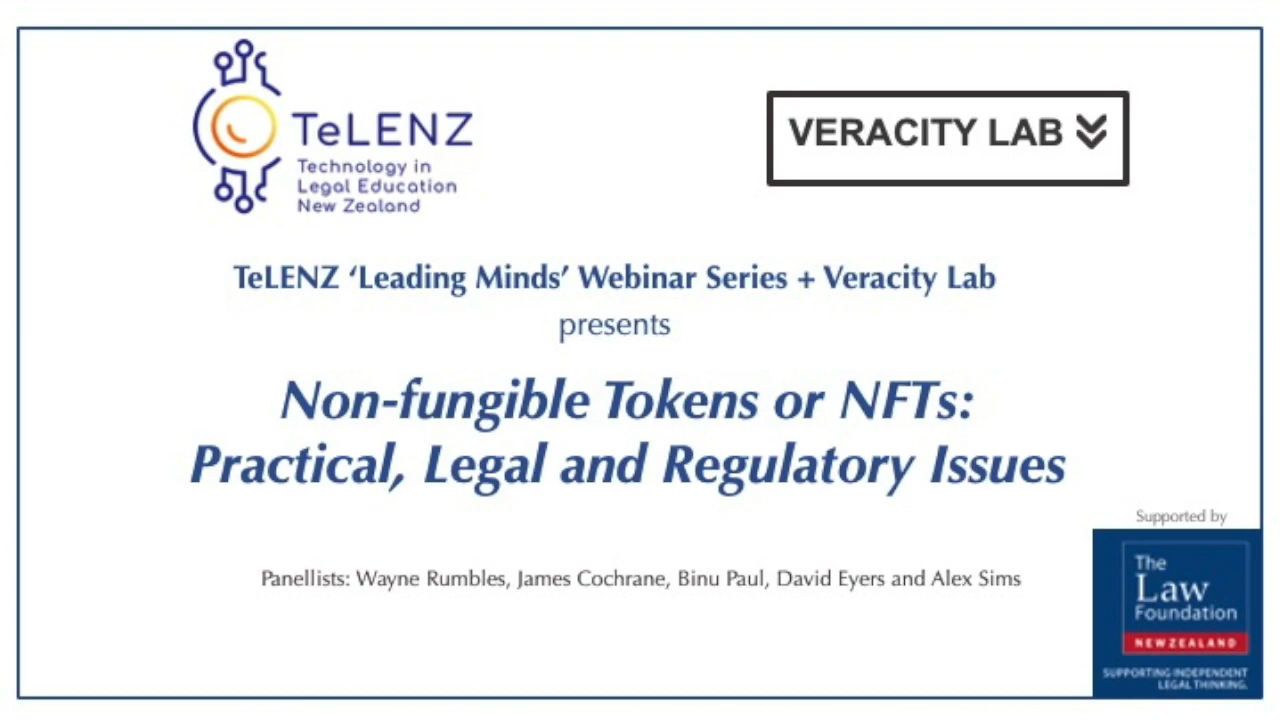 TeLENZ
Technology in
Legal Education
New Zealand
VERACITY LAB
TeLENZ ‘Leading Minds’ Webinar Series + Veracity Lab
presents
Non-fungible Tokens or NFTs:
Practical, Legal and Regulatory Issues
Supported by
Panellists: Wayne Rumbles, James Cochrane, Binu Paul, David Eyers and Alex Sims
The
Law
Foundation
NEW ZEALAND
SUPPORTING INDEPENDENT
LEGAL THINKING.